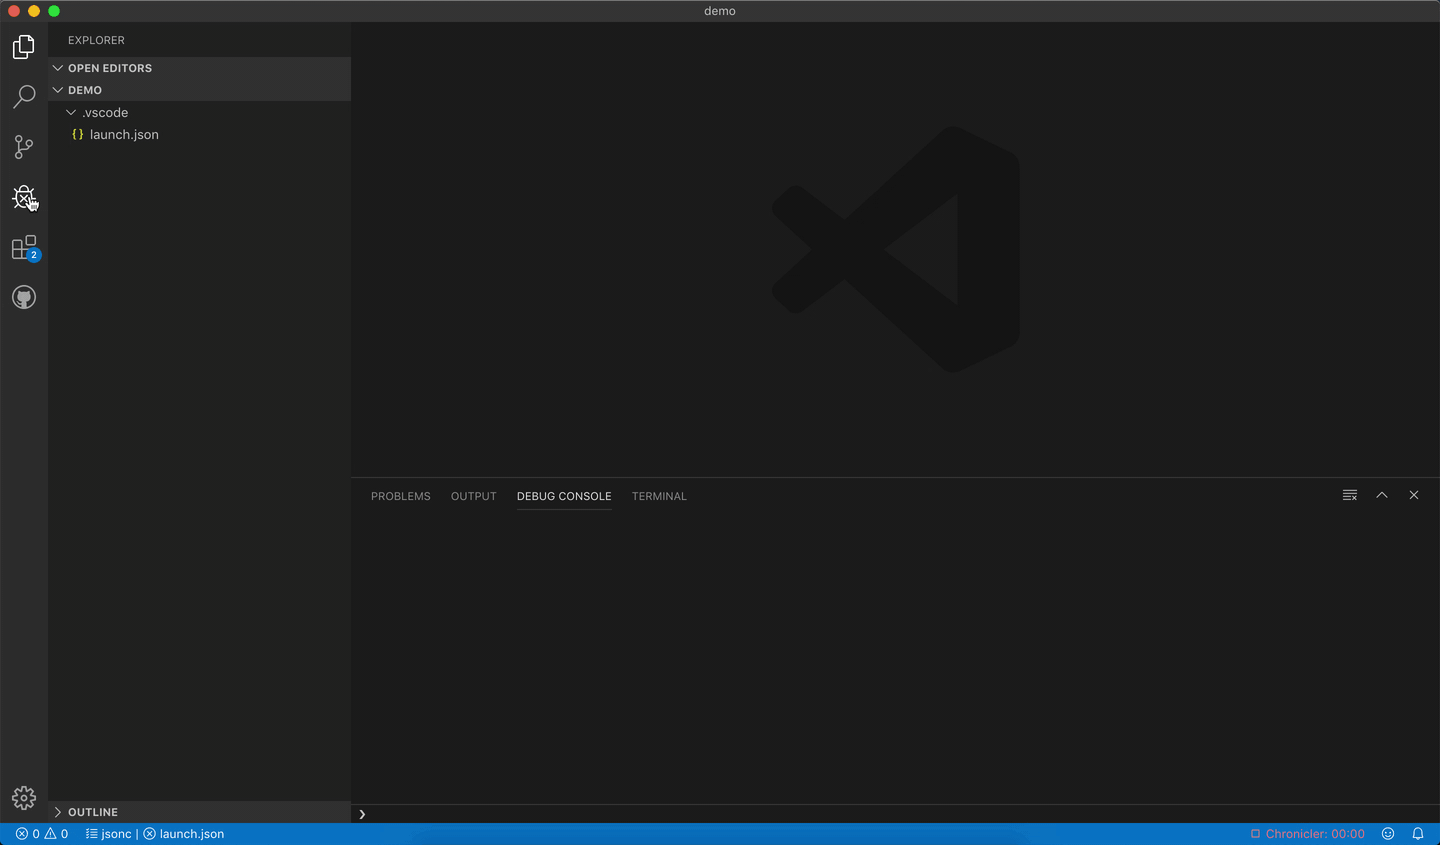 demo
EXPLORER
OPEN EDITORS
DEMO
.vscode
{} launch.json
2
PROBLEMS OUTPUT DEBUG CONSOLE TERMINAL
OUTLINE
0 0 jsonc | launch.json Chronicler: 00:00